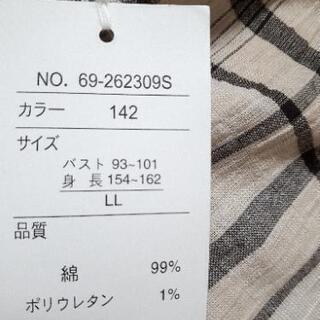 NO. 69-262309S
カラー 142
サイズ
バスト 93~101
身 長 154~162
LL
品質
綿 99%
ポリウレタン 1%